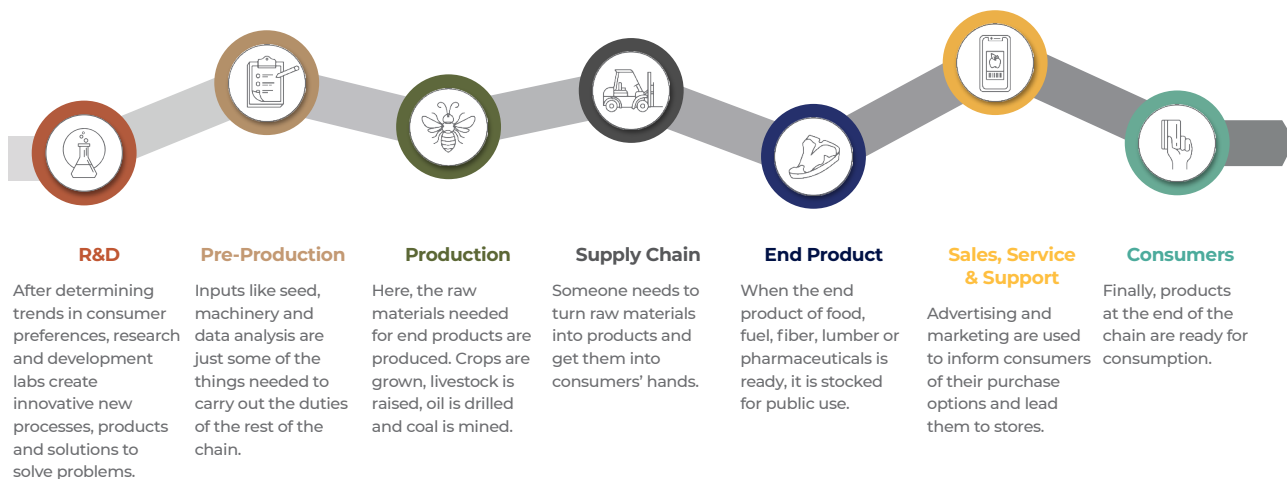 R&D
After determining
trends in consumer
preferences, research
and development
labs create
innovative new
processes, products
and solutions to
solve problems.
Pre-Production
Inputs like seed,
machinery and
data analysis are
just some of the
things needed to
carry out the duties
of the rest of the
chain.
Production
Here, the raw
materials needed
for end products are
produced. Crops are
grown, livestock is
raised, oil is drilled
and coal is mined.
Supply Chain
Someone needs to
turn raw materials
into products and
get them into
consumers’ hands.
End Product
When the end
product of food,
fuel, fiber, lumber or
pharmaceuticals is
ready, it is stocked
for public use.
Sales, Service
& Support
Advertising and
marketing are used
to inform consumers
of their purchase
options and lead
them to stores.
Consumers
Finally, products
at the end of the
chain are ready for
consumption.